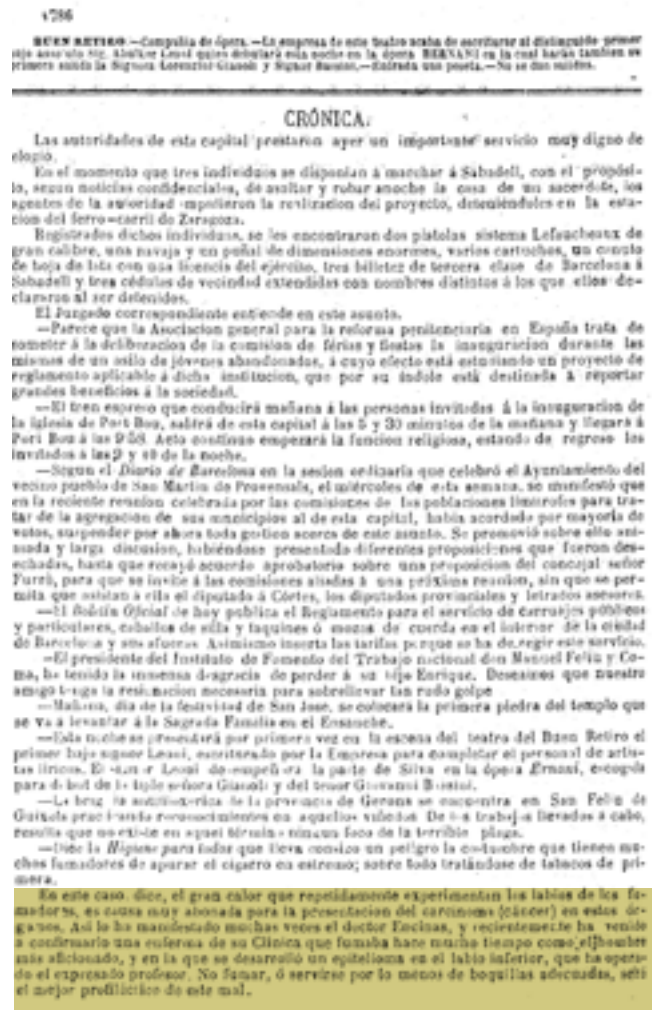 1786
BUEN RETIRO.—Compañía de ópera.—La empresa de este teatro acaba de escriturar al distinguido primer
bajo absoluto Sig. Leoni quien debutará esta noche en la ópera HERNANI en la cual harán tambien su
primera salida la Signora Lorenzini-Gianoli y Signor Bussini.—Entrada una peseta.—No se dan salidas.
CRÓNICA.
Las autoridades de esta capital prestaron ayer un importante servicio muy digno de
elogio.
En el momento que tres individuos se disponian á marchar á Sabadell, con el propósi-
to, segun noticias confidenciales, de asaltar y robar anoche la casa de un sacerdote, los
agentes de la autoridad impidieron la realizacion del proyecto, deteniéndoles en la esta-
cion del ferro-carril de Zaragoza.
Registrados dichos individuos, se les encontraron dos pistolas sistema Lefaucheaux de
gran calibre, una navaja y un puñal de dimensiones enormes, varios cartuchos, un canuto
de hoja de lata con una licencia del ejército, tres billetes de tercera clase de Barcelona á
Sabadell y tres cédulas de vecindad extendidas con nombres distintos á los que ellos de-
clararon al ser detenidos.
El Juzgado correspondiente entiende en este asunto.
—Parece que la Asociacion general para la reforma penitenciaria en España trata de
someter á la deliberacion de la comision de férias y fiestas la inauguracion durante las
mismas de un asilo de jóvenes abandonados, á cuyo efecto está estudiando un proyecto de
reglamento aplicable á dicha institucion, que por su índole está destinada á reportar
grandes beneficios á la sociedad.
—El tren espreso que conducirá mañana á las personas invitadas á la inauguracion de
la iglesia de Port Bou, saldrá de esta capital á las 5 y 30 minutos de la mañana y llegará á
Port Bou á las 9'58. Acto continuo empezará la funcion religiosa, estando de regreso los
invitados á las 9 y 40 de la noche.
—Segun el Diario de Barcelona en la sesion ordinaria que celebró el Ayuntamiento del
vecino pueblo de San Martin de Provensals, el miércoles de esta semana, se manifestó que
en la reciente reunion celebrada por las comisiones de las poblaciones limítrofes para tra-
tar de la agregacion de sus municipios al de esta capital, habia acordado por mayoría de
votos, suspender por ahora toda gestion acerca de este asunto. Se promovió sobre ello ani-
mada y larga discusion, habiéndose presentado diferentes proposiciones que fueron des-
echadas, hasta que recayó acuerdo aprobatorio sobre una proposicion del concejal señor
Furró, para que se invite á las comisiones aliadas á una próxima reunion, sin que se per-
mita que asistan á ella el diputado á Córtes, los diputados provinciales y letrados asesores.
—El Boletin Oficial de hoy publica el Reglamento para el servicio de carruajes públicos
y particulares, caballos de silla y faquines ó mozos de cuerda en el interior de la ciudad
de Barcelona y sus afueras. Asimismo inserta las tarifas porque se ha de regir este servicio.
—El presidente del Instituto de Fomento del Trabajo nacional don Manuel Feliu y Co-
ma, ha tenido la inmensa desgracia de perder á su hijo Enrique. Deseamos que nuestro
amigo tenga la resignacion necesaria para sobrellevar tan rudo golpe
—Mañana, dia de la festividad de San José, se colocará la primera piedra del templo que
se va á levantar á la Sagrada Familia en el Ensanche.
—Esta noche se presentará por primera vez en la escena del teatro del Buen Retiro el
primer bajo signor Leoni, escriturado por la Empresa para completar el personal de artis-
tas líricos. El señor Leoni desempeñará la parte de Silva en la ópera Ernani, escogida
para debut de la tiple señora Gianoli y del tenor Giovanni Bussini.
—La brigada antifiloxérica de la provincia de Gerona se encuentra en San Feliu de
Guixols practicando reconocimientos en aquellos viñedos. De los trabajos llevados á cabo,
resulta que no existe en aquel término ningun foco de la terrible plaga.
—Dice la Higiene para todos que lleva consigo un peligro la costumbre que tienen mu-
chos fumadores de apurar el cigarro en estremo; sobre todo tratándose de tabacos de pri-
mera.
En este caso, dice, el gran calor que repetidamente experimentan los labios de los fu-
madores, es causa muy abonada para la presentacion del carcinoma (cáncer) en estos ór-
ganos. Así lo ha manifestado muchas veces el doctor Encinas, y recientemente ha venido
a confirmarlo una enferma de su Clínica que fumaba hace mucho tiempo como el hombre
más aficionado, y en la que se desarrolló un epitelioma en el labio inferior, que ha opera-
do el expresado profesor. No fumar, ó servirse por lo menos de boquillas adecuadas, será
el mejor profiláctico de este mal.